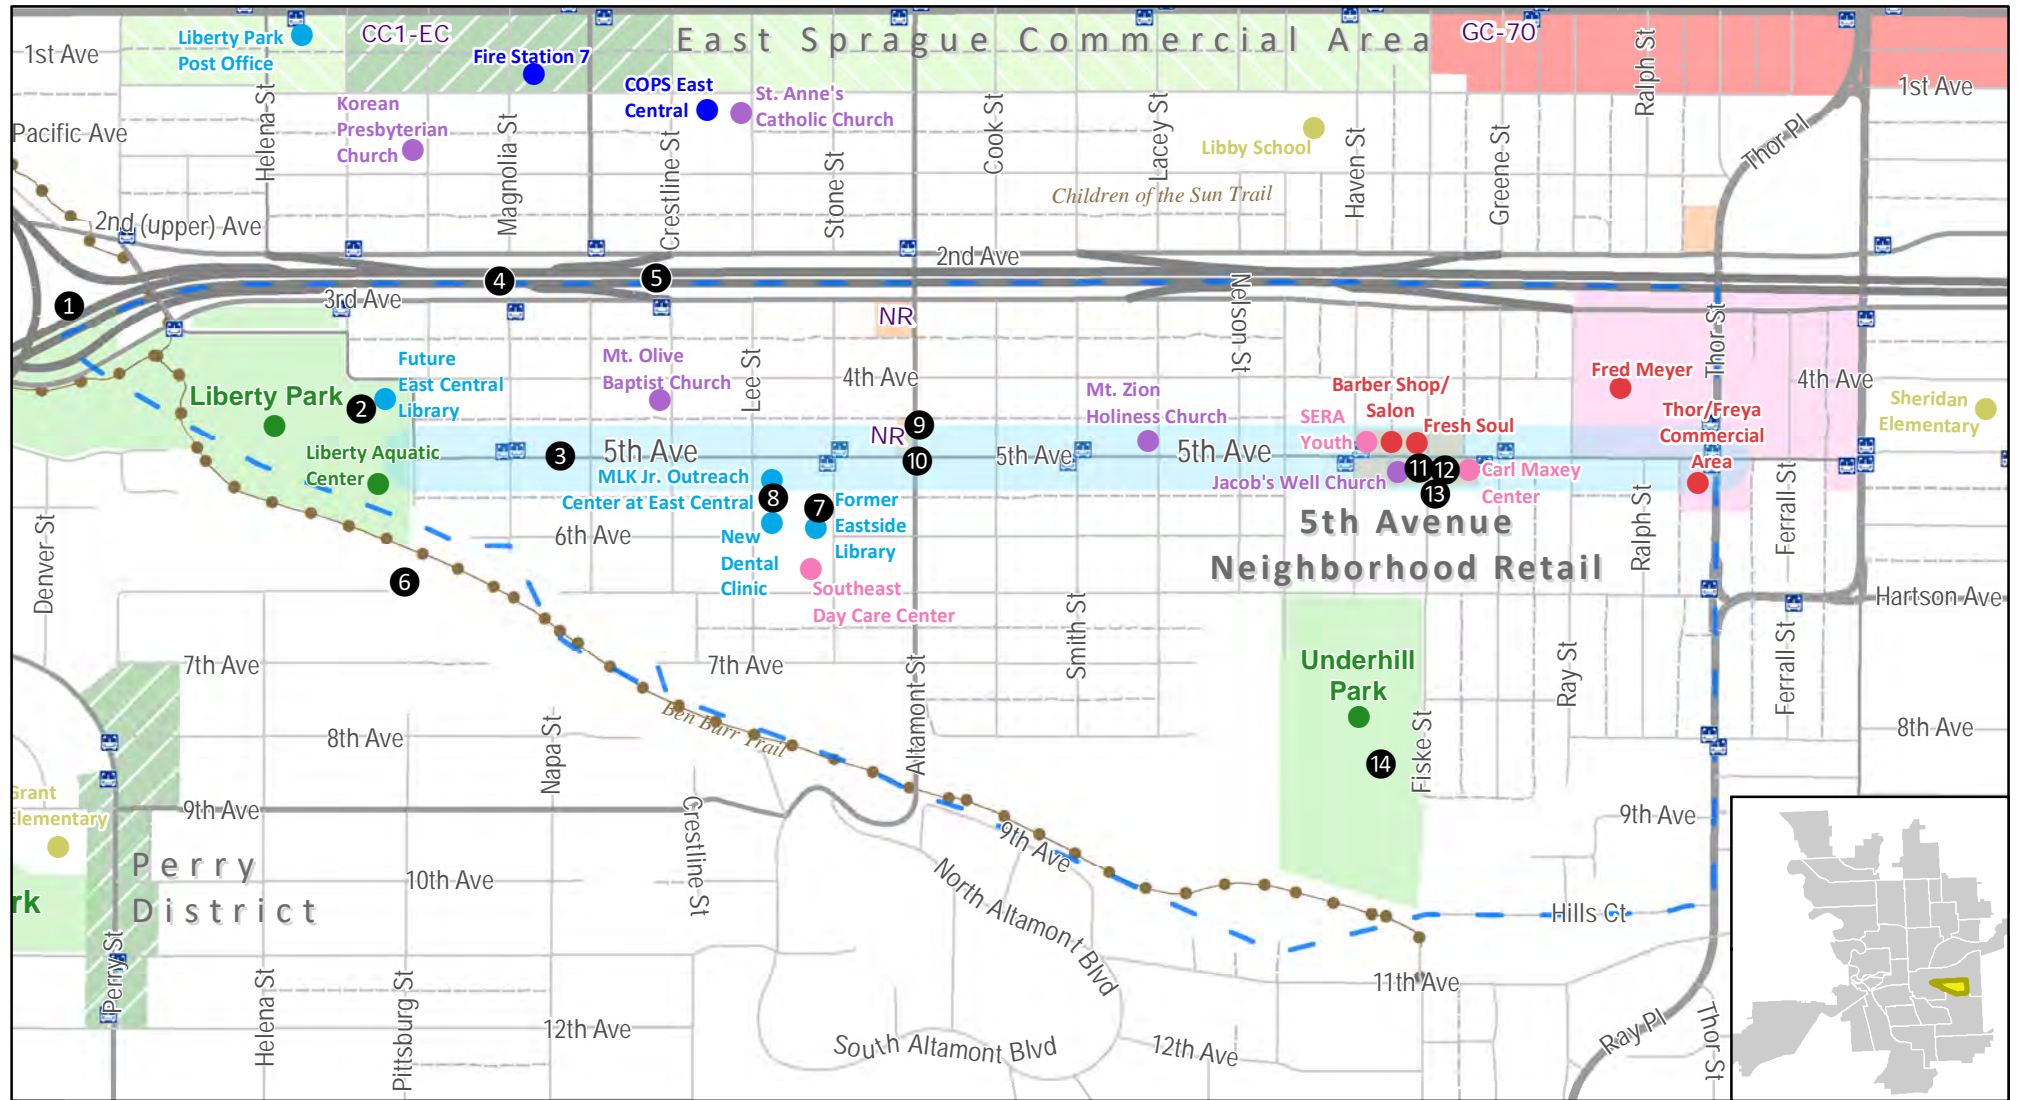 East Sprague Commercial Area
CC1-EC
GC-70
Liberty Park
Post Office
1st Ave
Fire Station 7
COPS East
Central
St. Anne's
Catholic Church
Korean
Presbyterian
Church
Pacific Ave
Helena St
Magnolia St
Crestline St
Stone St
Cook St
Lacey St
Libby School
Haven St
Greene St
Ralph St
Thor Pl
1st Ave
Children of the Sun Trail
2nd (upper) Ave
2nd Ave
1
4
5
3rd Ave
NR
Nelson St
Thor St
Future
East Central
Library
Liberty Park
2
Mt. Olive
Baptist Church
Lee St
4th Ave
Mt. Zion
Holiness Church
Barber Shop/
Salon
SERA
Youth
Fresh Soul
Fred Meyer
Thor/Freya
Commercial
Area
4th Ave
Sheridan
Elementary
Liberty Aquatic
Center
3
5th Ave
NR
9
10
5th Ave
5th Ave
Jacob's Well Church
11
12
13
Carl Maxey
Center
MLK Jr. Outreach
Center at East Central
8
7
Former
Eastside
Library
New
Dental
Clinic
6th Ave
Southeast
Day Care Center
5th Avenue
Neighborhood Retail
Ralph St
Ferrall St
Denver St
6
Hartson Ave
Smith St
7th Ave
7th Ave
Underhill
Park
14
Ray St
Ferrall St
Fiske St
Ben Burr Trail
Altamont St
8th Ave
Napa St
8th Ave
Grant
Elementary
9th Ave
Crestline St
9th Ave
9th Ave
Perry
District
rk
10th Ave
North Altamont Blvd
Hills Ct
Perry St
Helena St
Pittsburg St
11th Ave
12th Ave
South Altamont Blvd
12th Ave
Ray Pl
Thor St